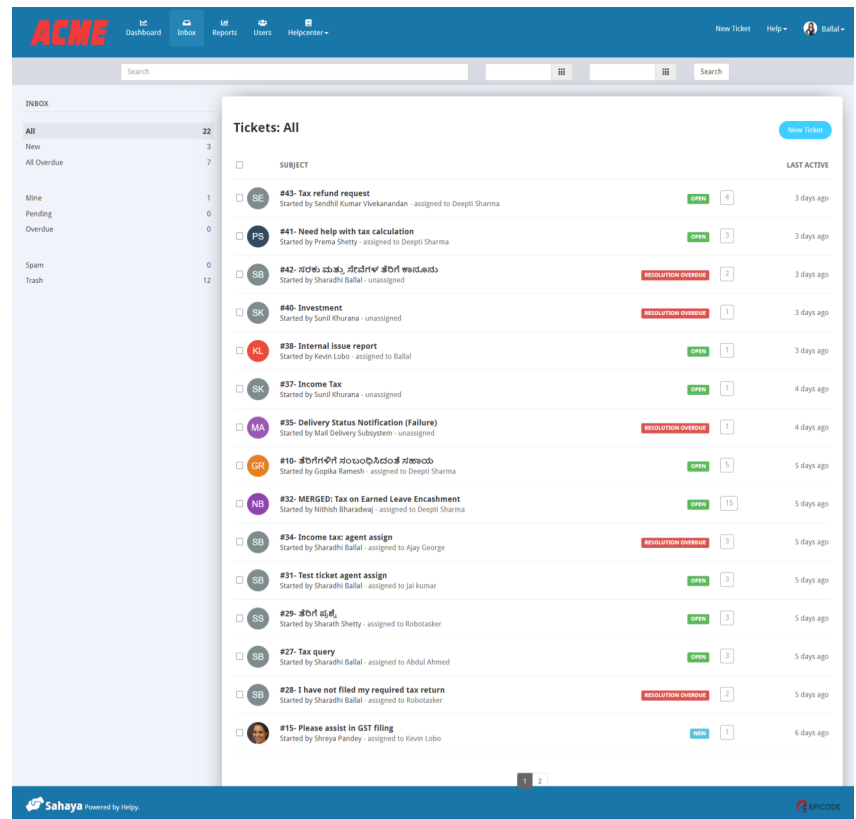 ACME
Dashboard
Inbox
Reports
Users
Helpcenter
New Ticket
Help
Ballal
Search
Search
INBOX
All 22
New 3
All Overdue 7
Mine 1
Pending 0
Overdue 0
Spam 0
Trash 12
Tickets: All
New Ticket
SUBJECT LAST ACTIVE
SE #43- Tax refund request
Started by Sendhil Kumar Vivekanandan - assigned to Deepti Sharma
OPEN 4 3 days ago
PS #41- Need help with tax calculation
Started by Prema Shetty - assigned to Deepti Sharma
OPEN 3 3 days ago
SB #42- ಸರಕು ಮತ್ತು ಸೇವೆಗಳ ತೆರಿಗೆ ಕಾನೂನು
Started by Sharadhi Ballal - unassigned
RESOLUTION OVERDUE 2 3 days ago
SK #40- Investment
Started by Sunil Khurana - unassigned
RESOLUTION OVERDUE 1 3 days ago
KL #38- Internal issue report
Started by Kevin Lobo - assigned to Ballal
OPEN 1 3 days ago
SK #37- Income Tax
Started by Sunil Khurana - unassigned
OPEN 1 4 days ago
MA #35- Delivery Status Notification (Failure)
Started by Mail Delivery Subsystem - unassigned
RESOLUTION OVERDUE 1 4 days ago
GR #10- ತೆರಿಗೆಗಳಿಗೆ ಸಂಬಂಧಿಸಿದಂತೆ ಸಹಾಯ
Started by Gopika Ramesh - assigned to Deepti Sharma
OPEN 5 5 days ago
NB #32- MERGED: Tax on Earned Leave Encashment
Started by Nithish Bharadwaj - assigned to Deepti Sharma
OPEN 15 5 days ago
SB #34- Income tax: agent assign
Started by Sharadhi Ballal - assigned to Ajay George
RESOLUTION OVERDUE 3 5 days ago
SB #31- Test ticket agent assign
Started by Sharadhi Ballal - assigned to Jai kumar
OPEN 3 5 days ago
SS #29- ತೆರಿಗೆ ಪ್ರಶ್ನೆ
Started by Sharath Shetty - assigned to Robotasker
OPEN 3 5 days ago
SB #27- Tax query
Started by Sharadhi Ballal - assigned to Abdul Ahmed
OPEN 3 5 days ago
SB #28- I have not filed my required tax return
Started by Sharadhi Ballal - assigned to Robotasker
RESOLUTION OVERDUE 2 5 days ago
#15- Please assist in GST filing
Started by Shreya Pandey - assigned to Kevin Lobo
NEW 1 6 days ago
1 2
Sahaya Powered by Helpy.
EPICODE